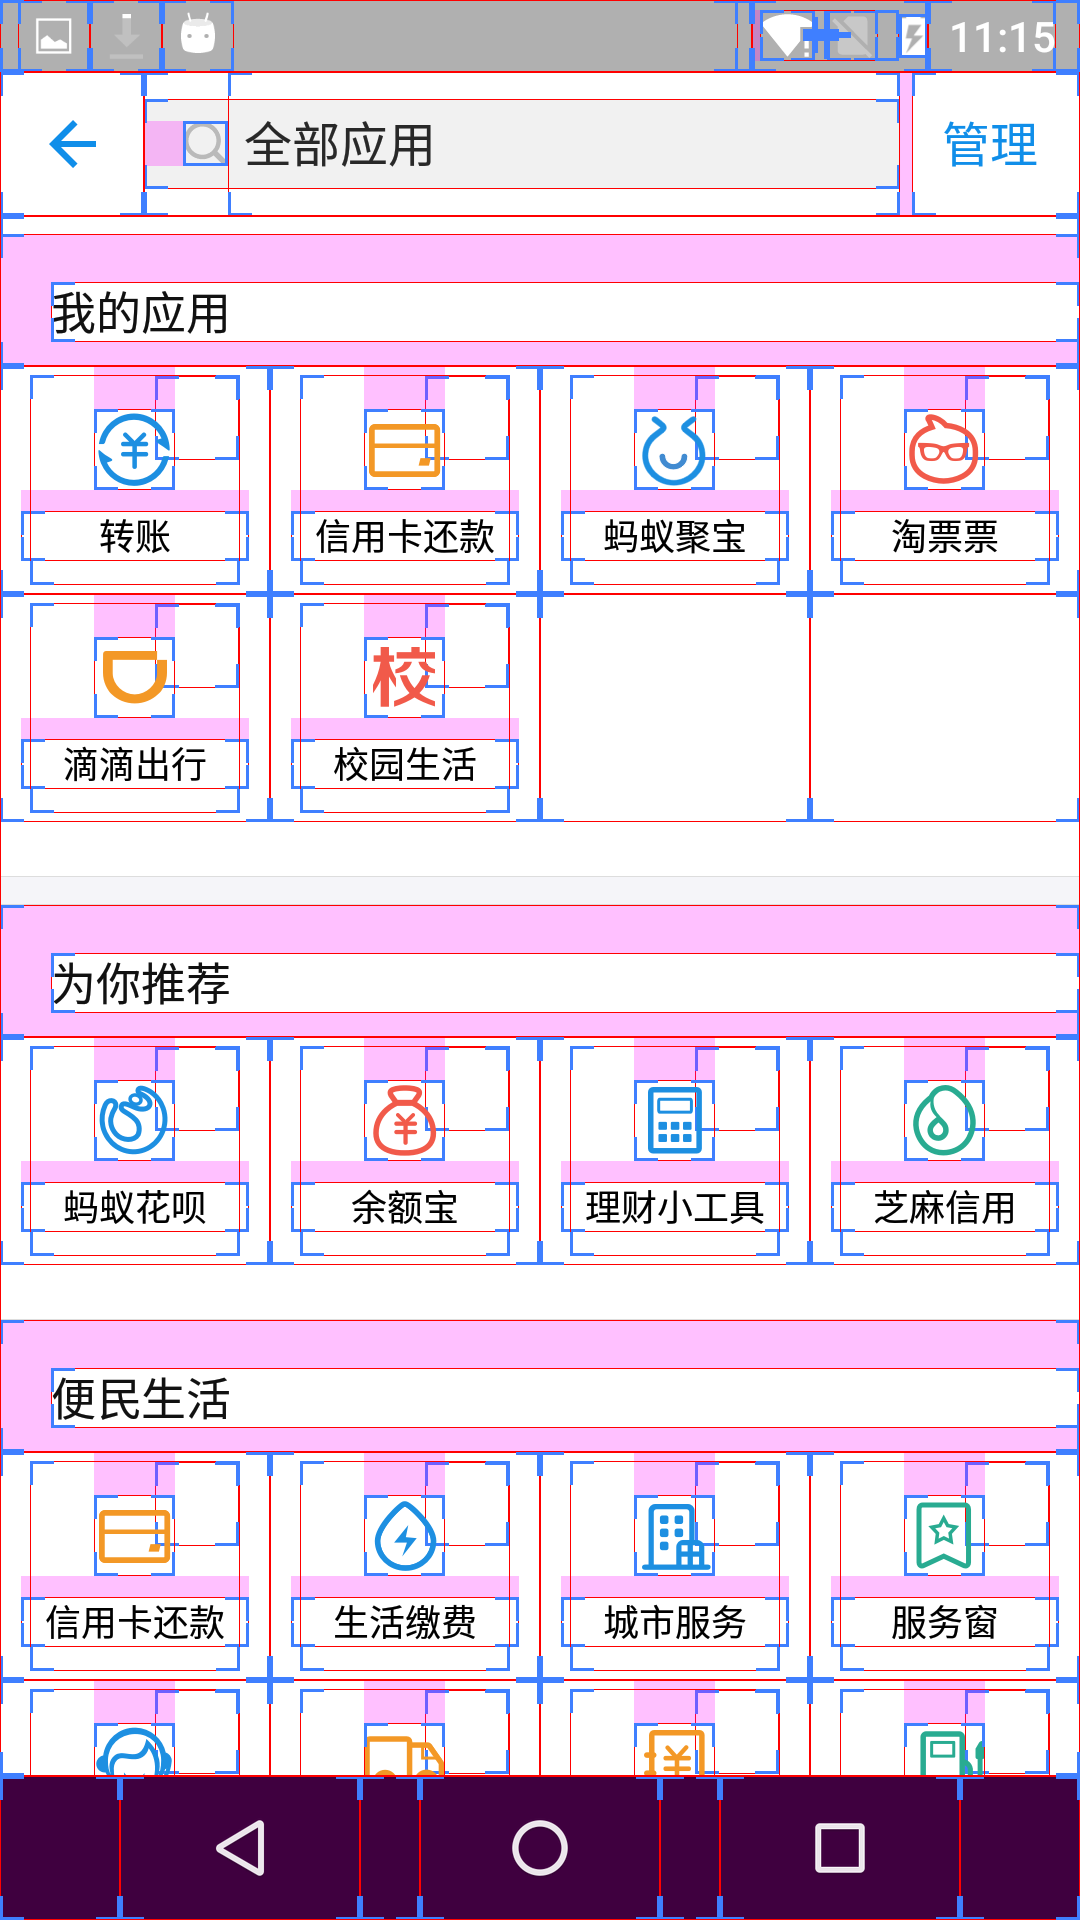 11:15
全部应用
管理
我的应用
转账
信用卡还款
蚂蚁聚宝
淘票票
滴滴出行
校
校园生活
为你推荐
蚂蚁花呗
余额宝
理财小工具
芝麻信用
便民生活
信用卡还款
生活缴费
城市服务
服务窗